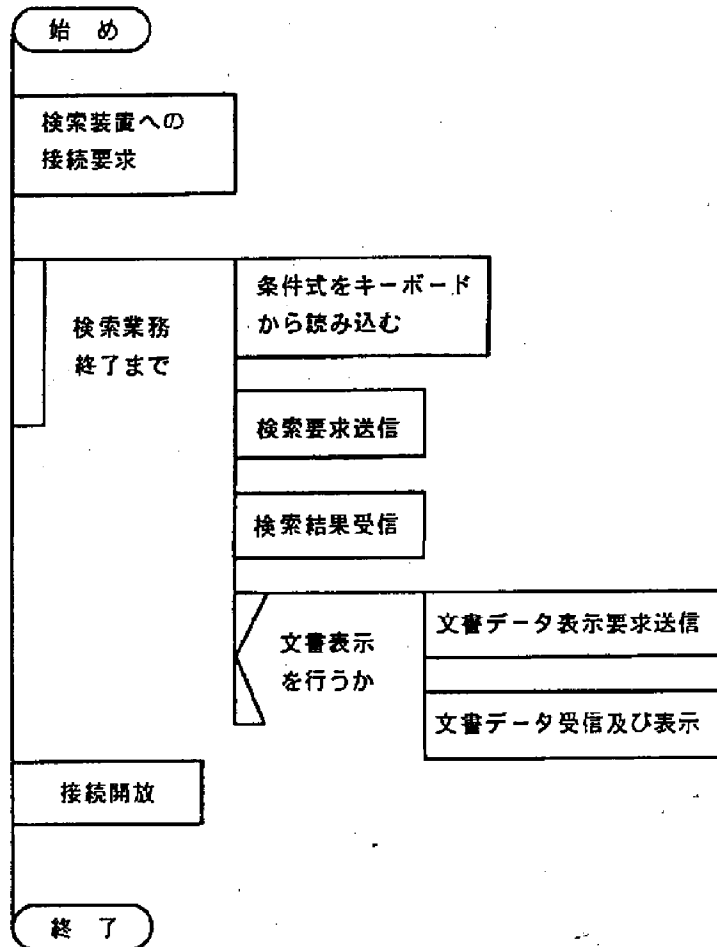 始め
検索装置への
接続要求
検索業務
終了まで
条件式をキーボード
から読み込む
検索要求送信
検索結果受信
文書表示
を行うか
文書データ表示要求送信
文書データ受信及び表示
接続開放
終了